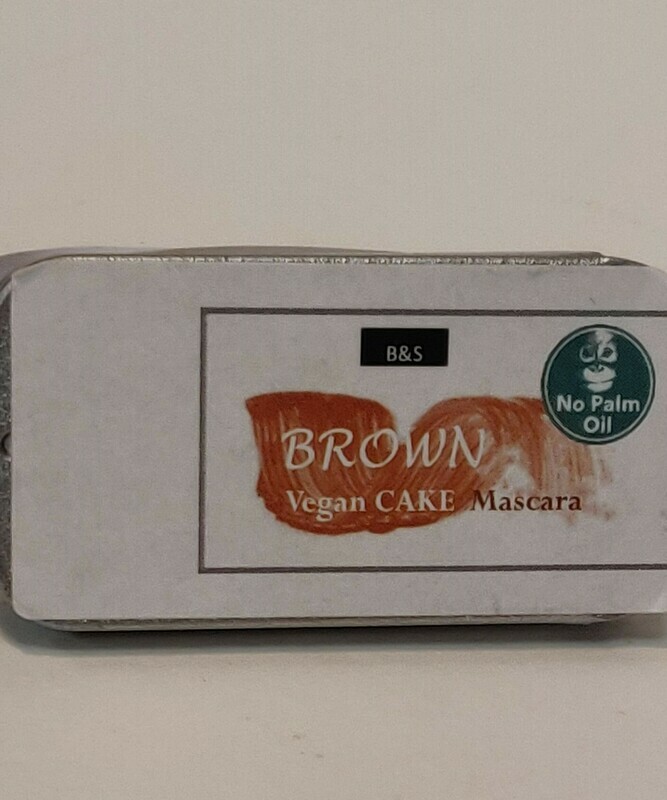 B&S
No Palm
Oil
BROWN
Vegan CAKE Mascara